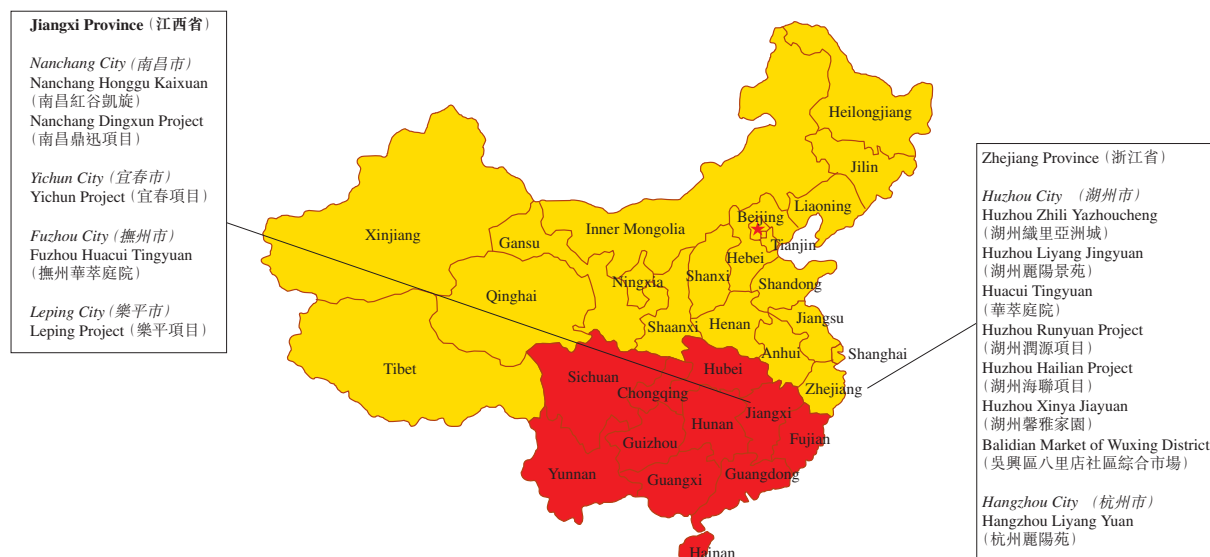 Jiangxi Province (江西省)
Nanchang City (南昌市)
Nanchang Honggu Kaixuan
(南昌紅谷凱旋)
Nanchang Dingxun Project
(南昌鼎迅項目)
Yichun City (宜春市)
Yichun Project (宜春項目)
Fuzhou City (撫州市)
Fuzhou Huacui Tingyuan
(撫州華萃庭院)
Leping City (樂平市)
Leping Project (樂平項目)
Heilongjiang
Jilin
Liaoning
Beijing
Tianjin
Inner Mongolia
Xinjiang
Gansu
Hebei
Shanxi
Ningxia
Shandong
Qinghai
Shaanxi
Henan
Jiangsu
Anhui
Shanghai
Tibet
Sichuan
Hubei
Zhejiang
Chongqing
Jiangxi
Hunan
Guizhou
Fujian
Yunnan
Guangxi
Guangdong
Hainan
Zhejiang Province (浙江省)
Huzhou City (湖州市)
Huzhou Zhili Yazhoucheng
(湖州織里亞洲城)
Huzhou Liyang Jingyuan
(湖州麗陽景苑)
Huacui Tingyuan
(華萃庭院)
Huzhou Runyuan Project
(湖州潤源項目)
Huzhou Hailian Project
(湖州海聯項目)
Huzhou Xinya Jiayuan
(湖州馨雅家園)
Balidian Market of Wuxing District
(吳興區八里店社區綜合市場)
Hangzhou City (杭州市)
Hangzhou Liyang Yuan
(杭州麗陽苑)